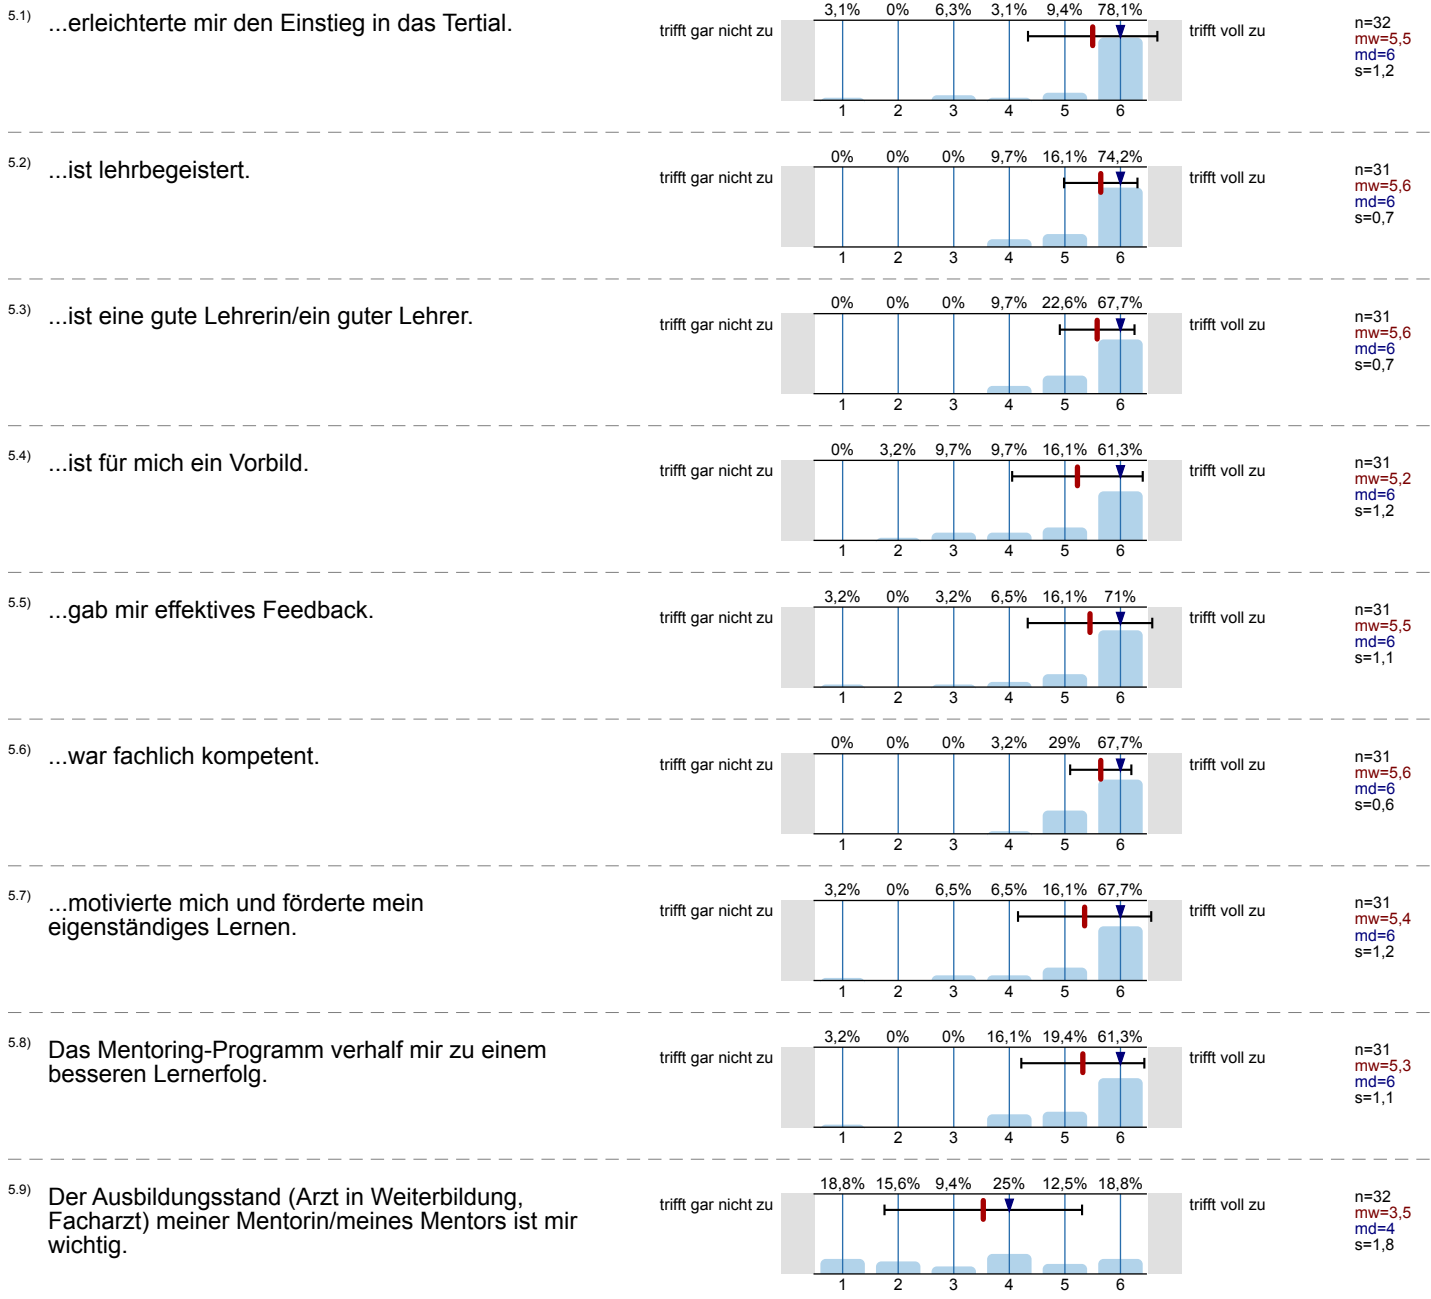 5.1) ...erleichterte mir den Einstieg in das Tertial.
trifft gar nicht zu
3,1% 0% 6,3% 3,1% 9,4% 78,1%
1 2 3 4 5 6
trifft voll zu
n=32
mw=5,5
md=6
s=1,2
5.2) ...ist lehrbegeistert.
trifft gar nicht zu
0% 0% 0% 9,7% 16,1% 74,2%
1 2 3 4 5 6
trifft voll zu
n=31
mw=5,6
md=6
s=0,7
5.3) ...ist eine gute Lehrerin/ein guter Lehrer.
trifft gar nicht zu
0% 0% 0% 9,7% 22,6% 67,7%
1 2 3 4 5 6
trifft voll zu
n=31
mw=5,6
md=6
s=0,7
5.4) ...ist für mich ein Vorbild.
trifft gar nicht zu
0% 3,2% 9,7% 9,7% 16,1% 61,3%
1 2 3 4 5 6
trifft voll zu
n=31
mw=5,2
md=6
s=1,2
5.5) ...gab mir effektives Feedback.
trifft gar nicht zu
3,2% 0% 3,2% 6,5% 16,1% 71%
1 2 3 4 5 6
trifft voll zu
n=31
mw=5,5
md=6
s=1,1
5.6) ...war fachlich kompetent.
trifft gar nicht zu
0% 0% 0% 3,2% 29% 67,7%
1 2 3 4 5 6
trifft voll zu
n=31
mw=5,6
md=6
s=0,6
5.7) ...motivierte mich und förderte mein
eigenständiges Lernen.
trifft gar nicht zu
3,2% 0% 6,5% 6,5% 16,1% 67,7%
1 2 3 4 5 6
trifft voll zu
n=31
mw=5,4
md=6
s=1,2
5.8) Das Mentoring-Programm verhalf mir zu einem
besseren Lernerfolg.
trifft gar nicht zu
3,2% 0% 0% 16,1% 19,4% 61,3%
1 2 3 4 5 6
trifft voll zu
n=31
mw=5,3
md=6
s=1,1
5.9) Der Ausbildungsstand (Arzt in Weiterbildung,
Facharzt) meiner Mentorin/meines Mentors ist mir
wichtig.
trifft gar nicht zu
18,8% 15,6% 9,4% 25% 12,5% 18,8%
1 2 3 4 5 6
trifft voll zu
n=32
mw=3,5
md=4
s=1,8